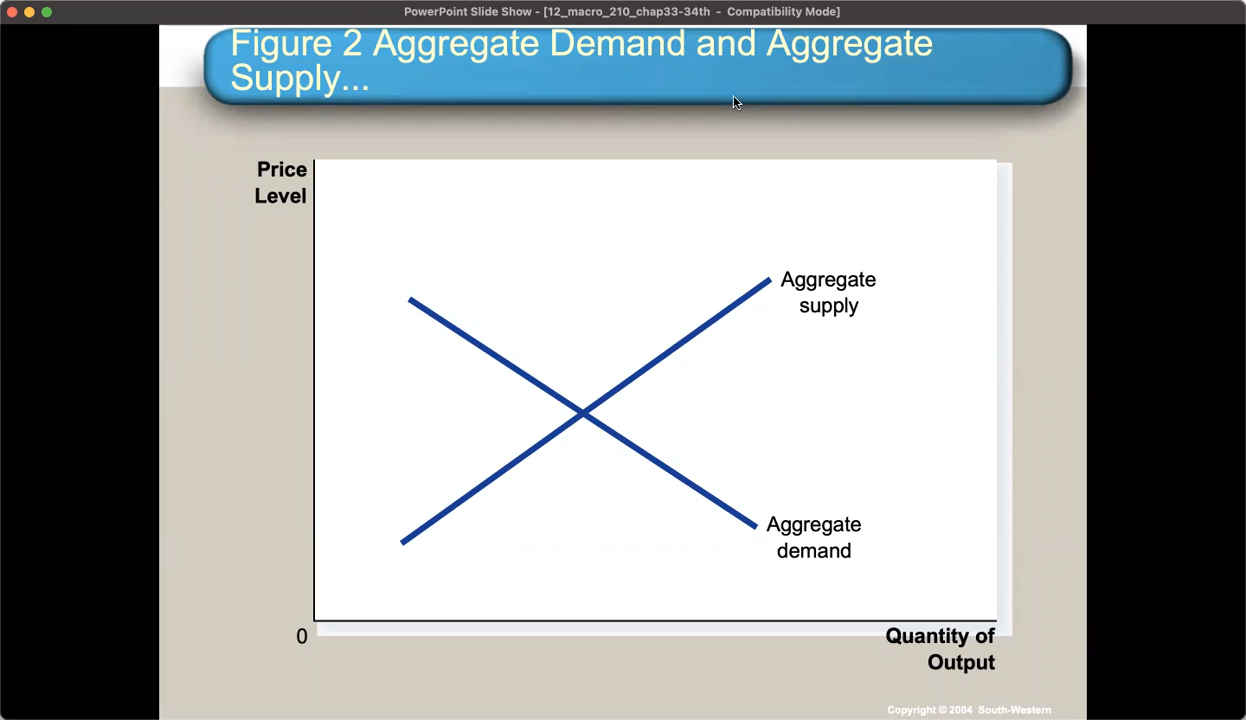 PowerPoint Slide Show - [12_macro_210_chap33-34th - Compatibility Mode]
Figure 2 Aggregate Demand and Aggregate
Supply...
Price
Level
Aggregate
supply
Aggregate
demand
0
Quantity of
Output
Copyright © 2004 South-Western